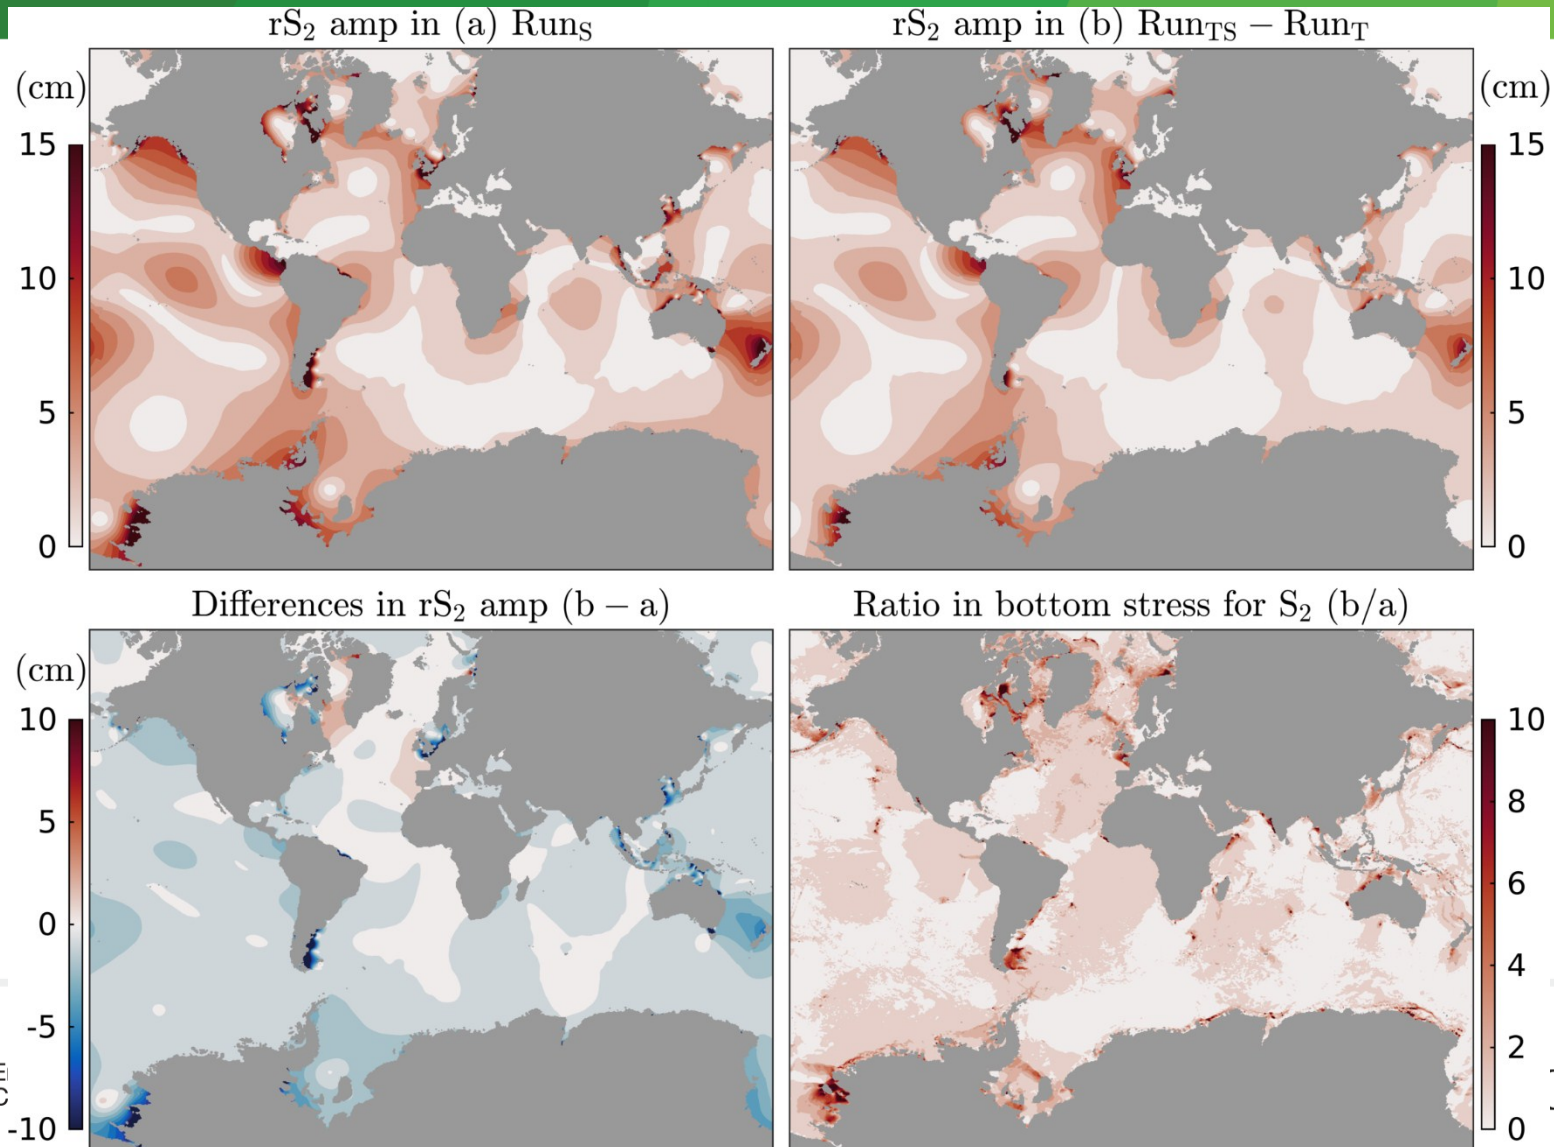 rS₂ amp in (a) Runₛ
rS₂ amp in (b) Run_TS − Run_T
(cm)
15
10
5
0
(cm)
15
10
5
0
Differences in rS₂ amp (b − a)
Ratio in bottom stress for S₂ (b/a)
(cm)
10
5
0
-5
-10
10
8
6
4
2
0